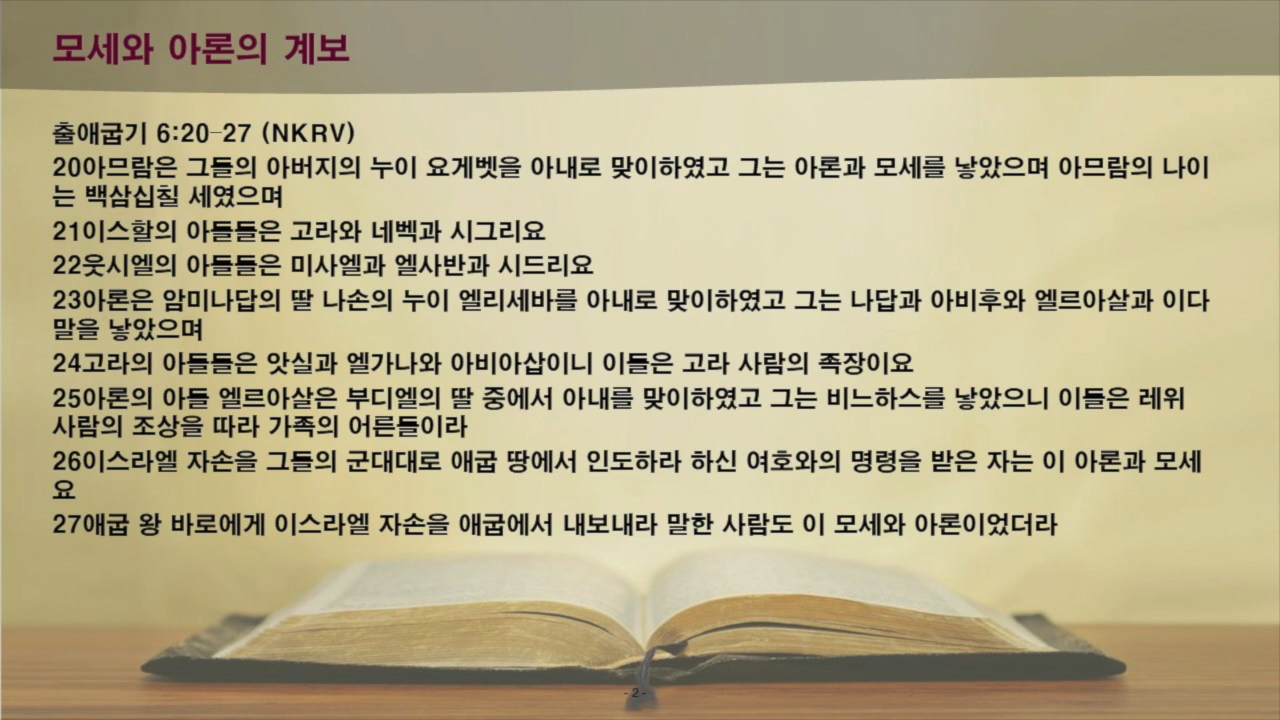 모세와 아론의 계보
출애굽기 6:20-27 (NKRV)
20아므람은 그들의 아버지의 누이 요게벳을 아내로 맞이하였고 그는 아론과 모세를 낳았으며 아므람의 나이
는 백삼십칠 세였으며
21이스할의 아들들은 고라와 네벡과 시그리요
22웃시엘의 아들들은 미사엘과 엘사반과 시드리요
23아론은 암미나답의 딸 나손의 누이 엘리세바를 아내로 맞이하였고 그는 나답과 아비후와 엘르아살과 이다
말을 낳았으며
24고라의 아들들은 앗실과 엘가나와 아비아삽이니 이들은 고라 사람의 족장이요
25아론의 아들 엘르아살은 부디엘의 딸 중에서 아내를 맞이하였고 그는 비느하스를 낳았으니 이들은 레위
사람의 조상을 따라 가족의 어른들이라
26이스라엘 자손을 그들의 군대대로 애굽 땅에서 인도하라 하신 여호와의 명령을 받은 자는 이 아론과 모세
요
27애굽 왕 바로에게 이스라엘 자손을 애굽에서 내보내라 말한 사람도 이 모세와 아론이었더라
- 2 -